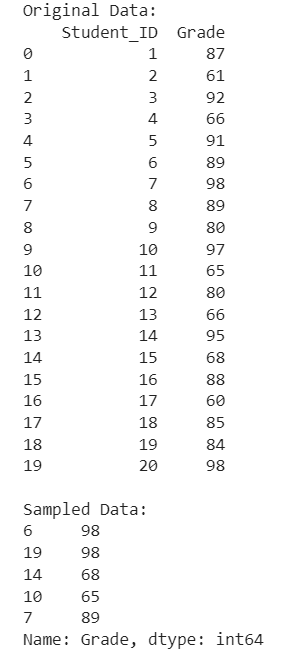 Original Data:
    Student_ID  Grade
0            1     87
1            2     61
2            3     92
3            4     66
4            5     91
5            6     89
6            7     98
7            8     89
8            9     80
9           10     97
10          11     65
11          12     80
12          13     66
13          14     95
14          15     68
15          16     88
16          17     60
17          18     85
18          19     84
19          20     98

Sampled Data:
6     98
19    98
14    68
10    65
7     89
Name: Grade, dtype: int64